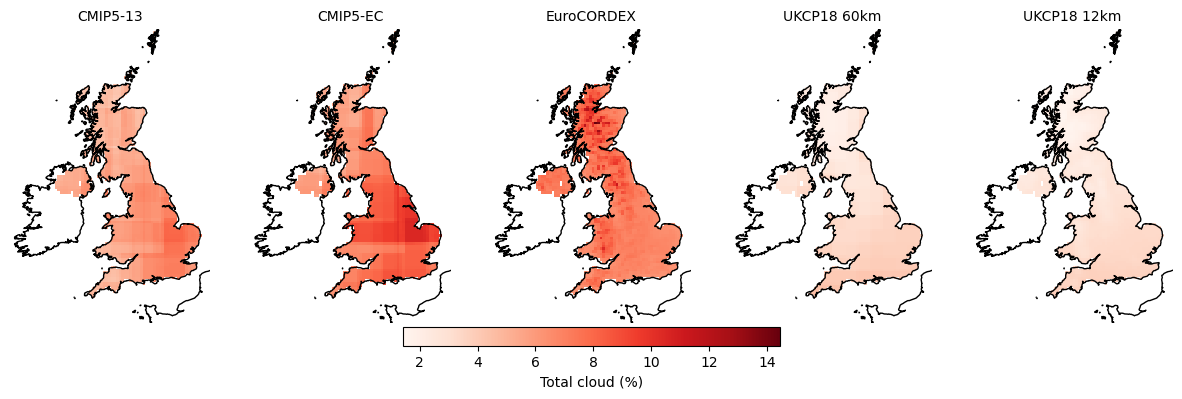 CMIP5-13 CMIP5-EC EuroCORDEX UKCP18 60km UKCP18 12km
2 4 6 8 10 12 14
Total cloud (%)